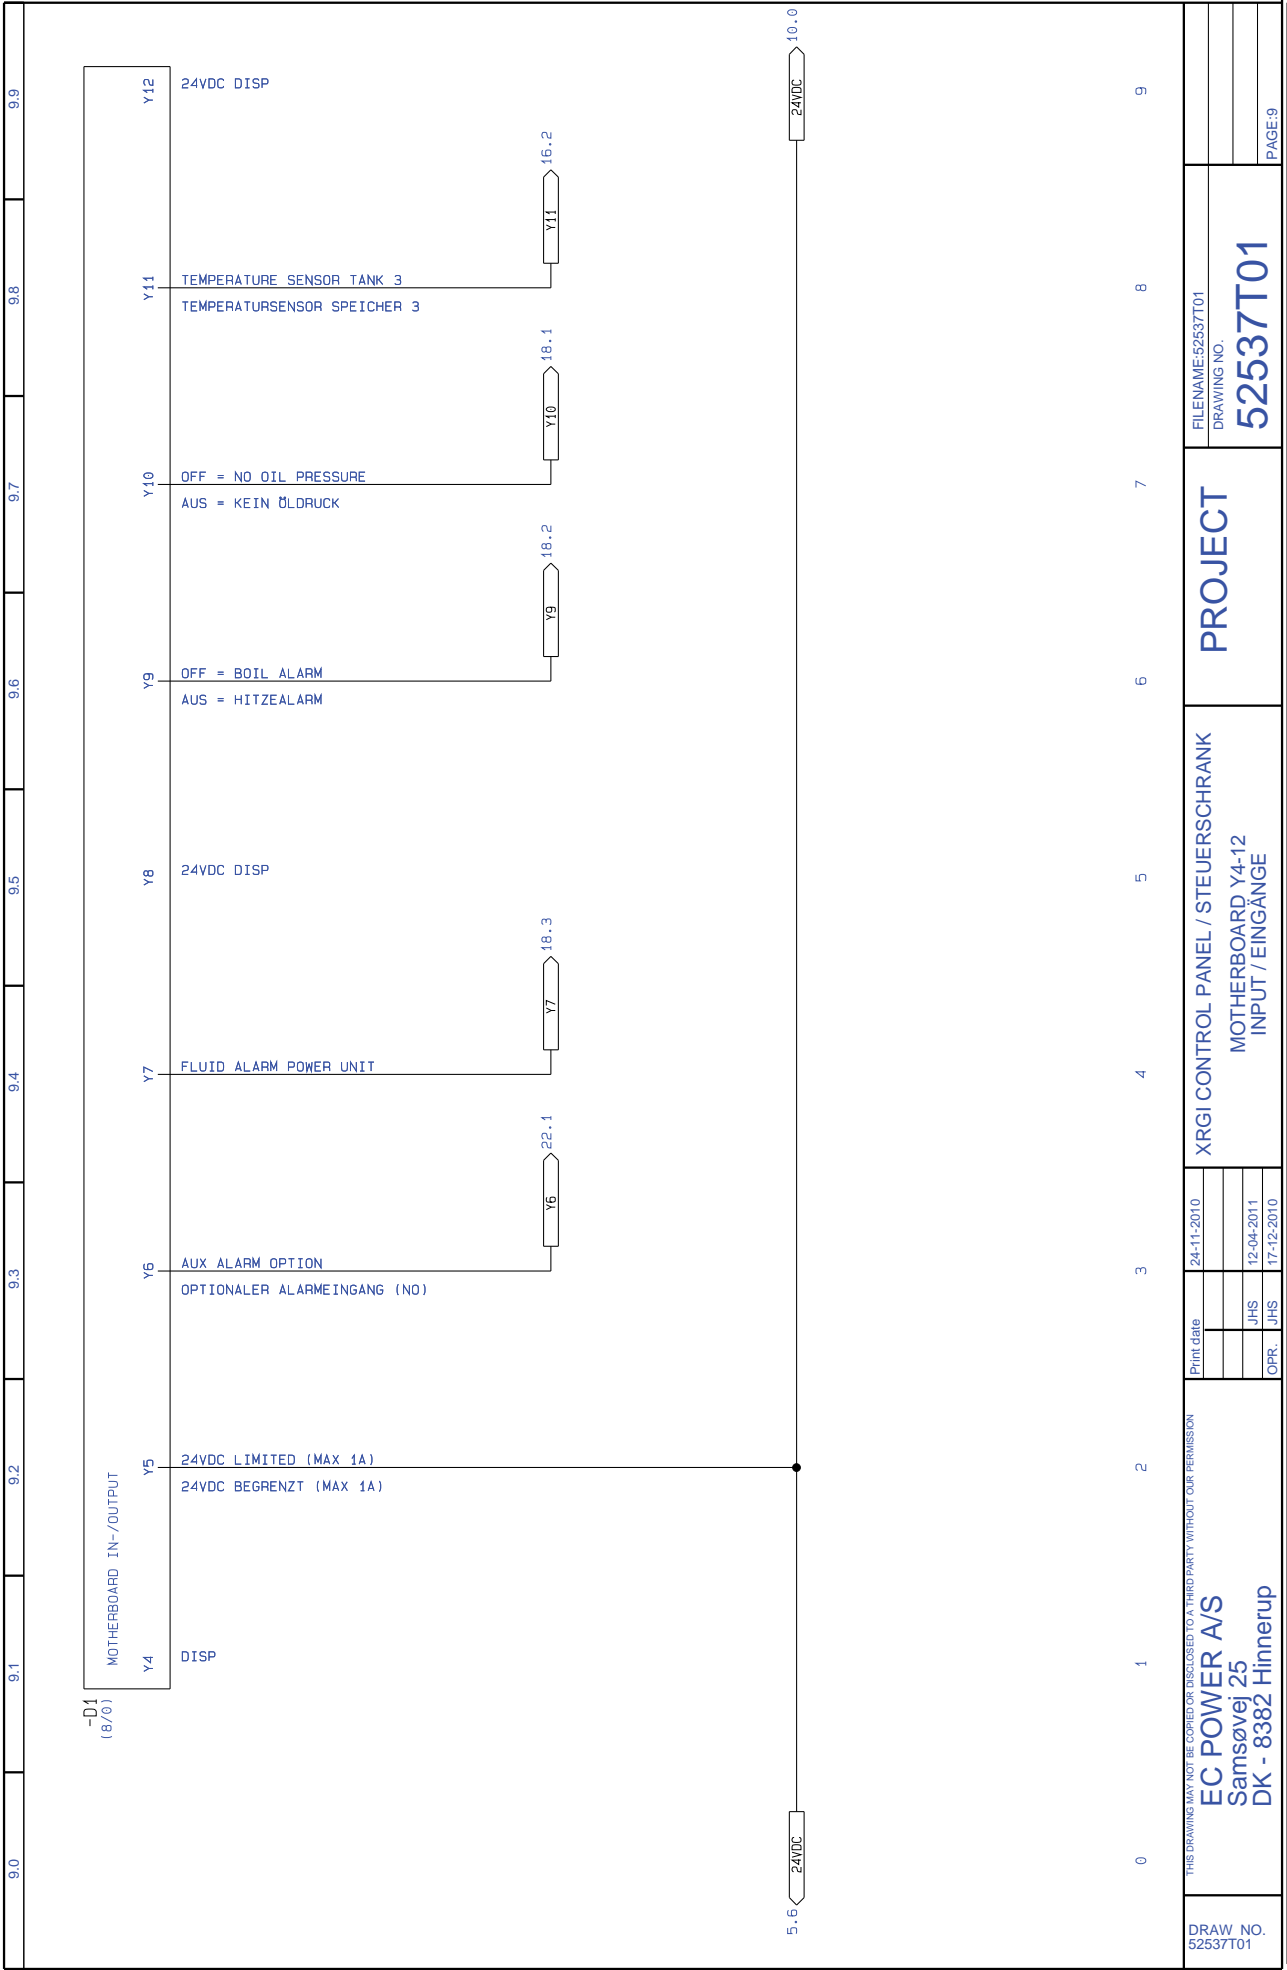 9.0
9.1
9.2
9.3
9.4
9.5
9.6
9.7
9.8
9.9
-D1
(8/0)
MOTHERBOARD IN-/OUTPUT
Y4
DISP
Y5
24VDC LIMITED (MAX 1A)
24VDC BEGRENZT (MAX 1A)
Y6
AUX ALARM OPTION
OPTIONALER ALARMEINGANG (NO)
Y7
FLUID ALARM POWER UNIT
Y8
24VDC DISP
Y9
OFF = BOIL ALARM
AUS = HITZEALARM
Y10
OFF = NO OIL PRESSURE
AUS = KEIN ÖLDRUCK
Y11
TEMPERATURE SENSOR TANK 3
TEMPERATURSENSOR SPEICHER 3
Y12
24VDC DISP
Y6 22.1
Y7 18.3
Y9 18.2
Y10 18.1
Y11 16.2
5.6 24VDC
24VDC 10.0
0
1
2
3
4
5
6
7
8
9
DRAW NO.
52537T01
THIS DRAWING MAY NOT BE COPIED OR DISCLOSED TO A THIRD PARTY WITHOUT OUR PERMISSION
EC POWER A/S
Samsøvej 25
DK - 8382 Hinnerup
Print date 24-11-2010
JHS 12-04-2011
OPR. JHS 17-12-2010
XRGI CONTROL PANEL / STEUERSCHRANK
MOTHERBOARD Y4-12
INPUT / EINGÄNGE
PROJECT
FILENAME:52537T01
DRAWING NO.
52537T01
PAGE:9